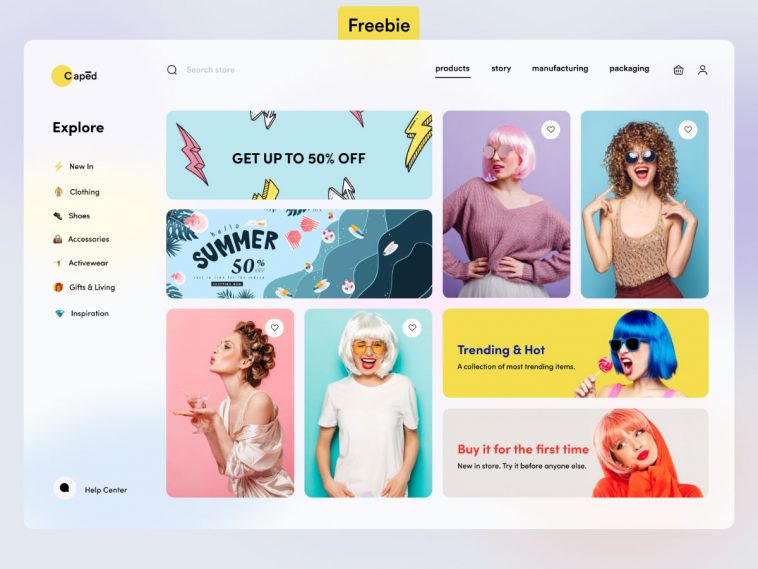 Freebie
Capēd
Search store
products
story
manufacturing
packaging
Explore
New In
Clothing
Shoes
Accessories
Activewear
Gifts & Living
Inspiration
Help Center
GET UP TO 50% OFF
hello
SUMMER
50%
OFF
Trending & Hot
A collection of most trending items.
Buy it for the first time
New in store. Try it before anyone else.